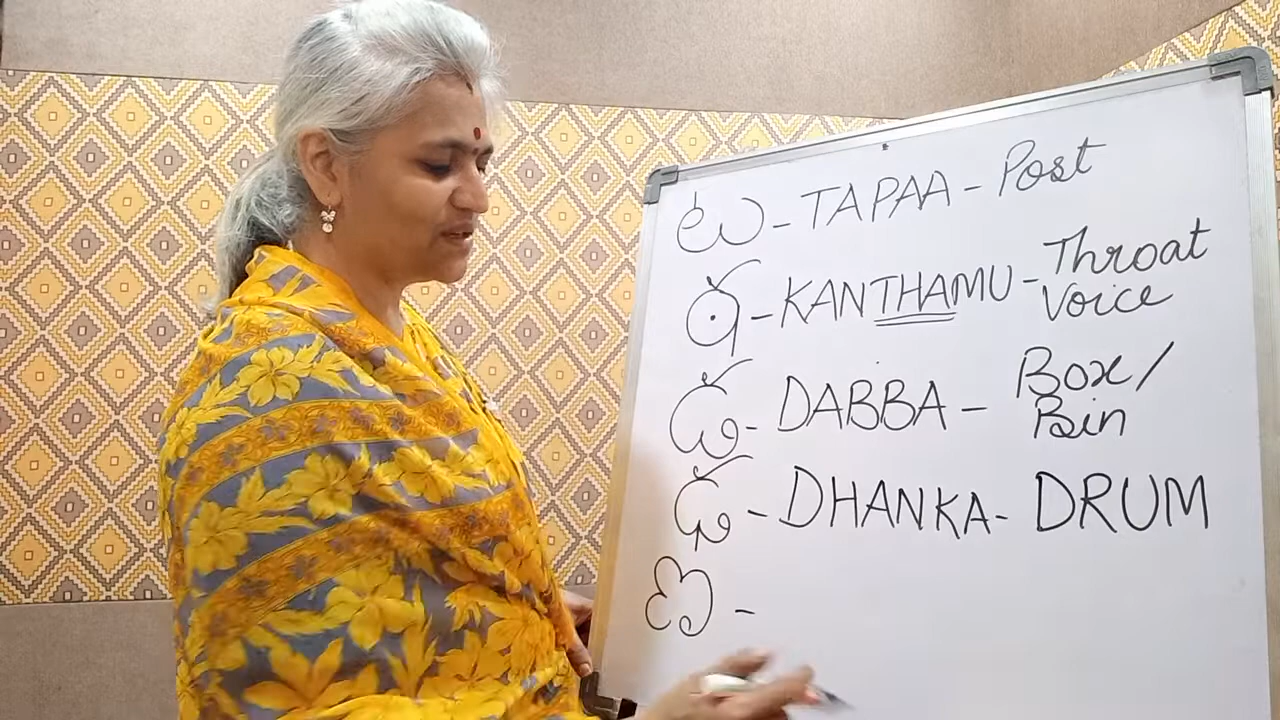 ట - TAPAA - Post
ఠ - KANTHAMU - Throat
Voice
డ - DABBA - Box/
Bin
ఢ - DHANKA - DRUM
ణ -